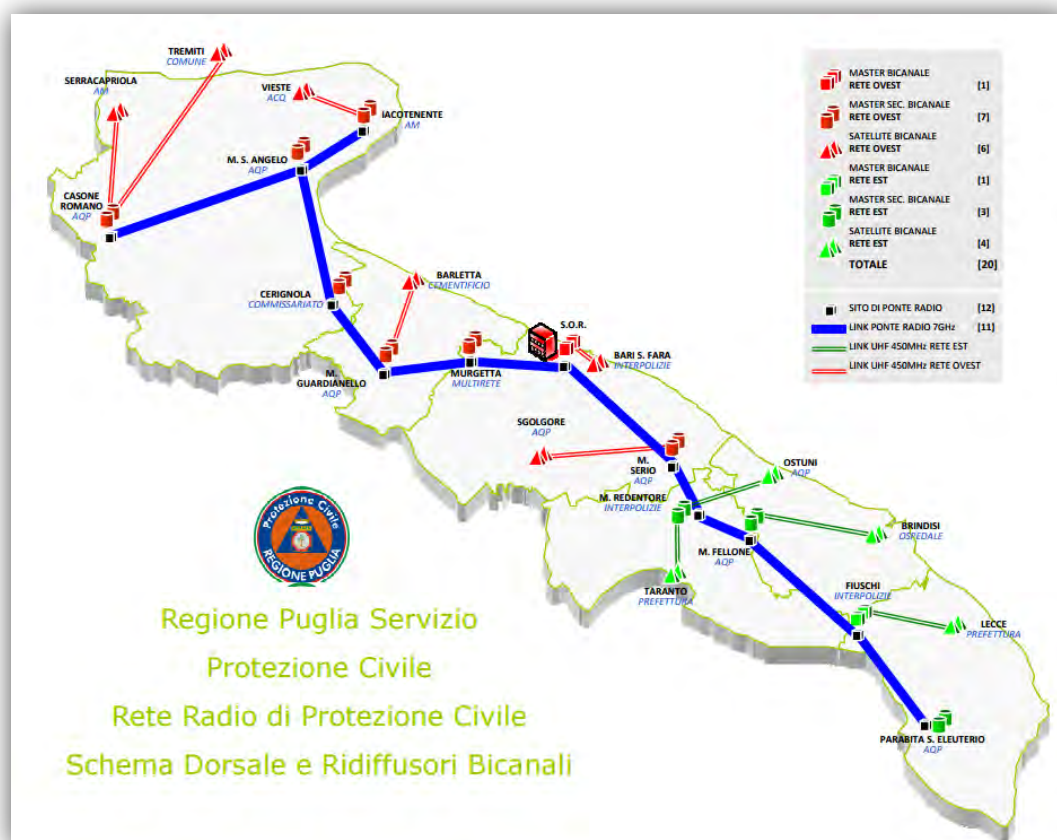 TREMITI
COMUNE
SERRACAPRIOLA
AM
VIESTE
ACQ
IACOTENENTE
AM
M. S. ANGELO
AQP
CASONE
ROMANO
AQP
CERIGNOLA
COMMISSARIATO
BARLETTA
CEMENTIFICIO
M.
GUARDIANELLO
AQP
MURGETTA
MULTIRETE
S.O.R.
BARI S. FARA
INTERPOLIZIE
SGOLGORE
AQP
M.
SERIO
AQP
M. REDENTORE
INTERPOLIZIE
OSTUNI
AQP
M. FELLONE
AQP
BRINDISI
OSPEDALE
TARANTO
PREFETTURA
FIUSCHI
INTERPOLIZIE
LECCE
PREFETTURA
PARABITA S. ELEUTERIO
AQP
MASTER BICANALE
RETE OVEST [1]
MASTER SEC. BICANALE
RETE OVEST [7]
SATELLITE BICANALE
RETE OVEST [6]
MASTER BICANALE
RETE EST [1]
MASTER SEC. BICANALE
RETE EST [3]
SATELLITE BICANALE
RETE EST [4]
TOTALE [20]
SITO DI PONTE RADIO [12]
LINK PONTE RADIO 7GHz [11]
LINK UHF 450MHz RETE EST
LINK UHF 450MHz RETE OVEST
Protezione Civile
REGIONE PUGLIA
Regione Puglia Servizio
Protezione Civile
Rete Radio di Protezione Civile
Schema Dorsale e Ridiffusori Bicanali